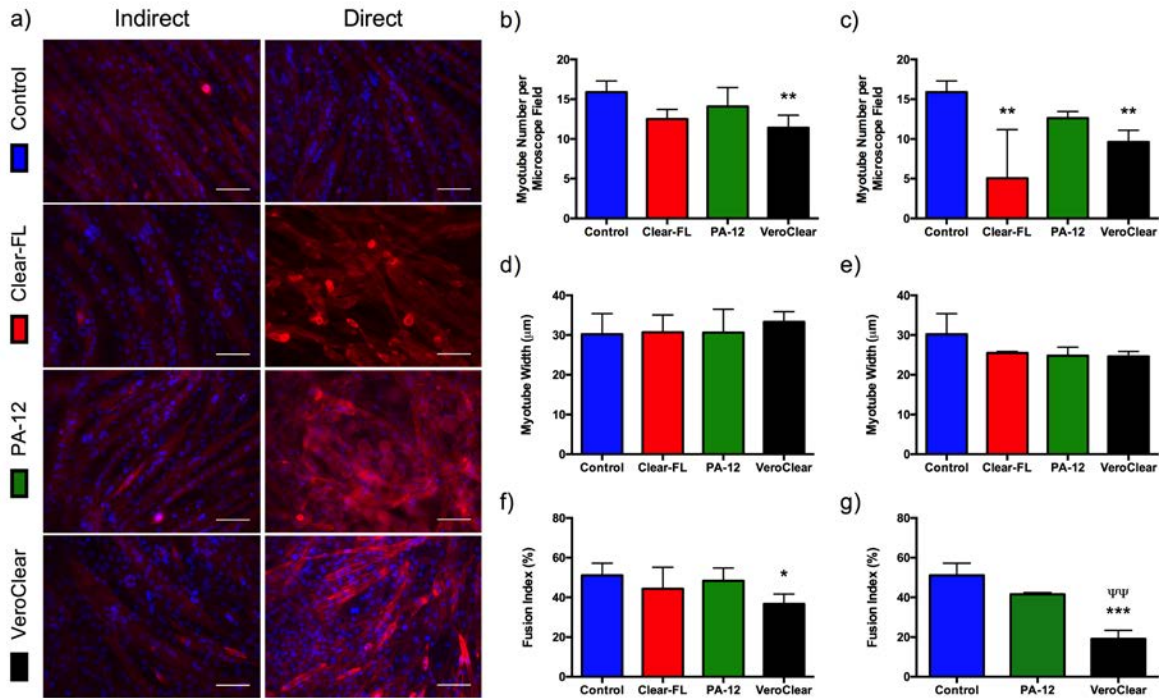 a)
Indirect
Direct
Control
Clear-FL
PA-12
VeroClear
b)
Myotube Number per
Microscope Field
20
15
10
5
0
**
Control
Clear-FL
PA-12
VeroClear
c)
Myotube Number per
Microscope Field
20
15
10
5
0
**
**
Control
Clear-FL
PA-12
VeroClear
d)
Myotube Width (μm)
40
30
20
10
0
Control
Clear-FL
PA-12
VeroClear
e)
Myotube Width (μm)
40
30
20
10
0
Control
Clear-FL
PA-12
VeroClear
f)
Fusion Index (%)
80
60
40
20
0
*
Control
Clear-FL
PA-12
VeroClear
g)
Fusion Index (%)
80
60
40
20
0
ΨΨ
***
Control
PA-12
VeroClear